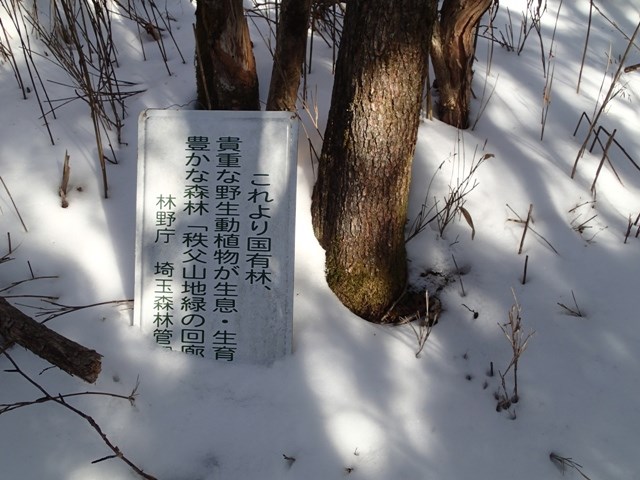 これより国有林、
貴重な野生動植物が生息・生育
豊かな森林「秩父山地緑の回廊
林野庁 埼玉森林管